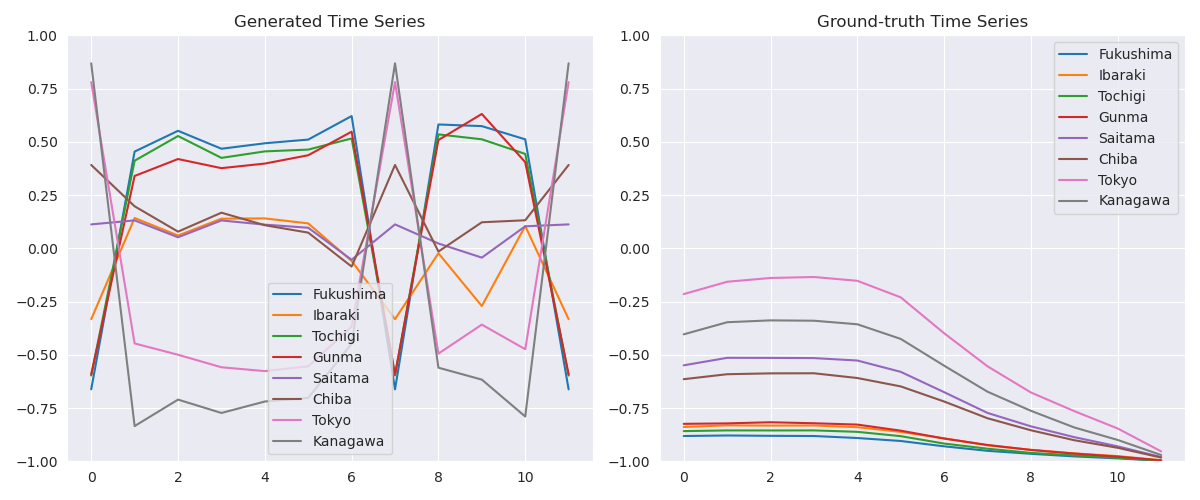 Generated Time Series
1.00
0.75
0.50
0.25
0.00
−0.25
−0.50
−0.75
−1.00
0 2 4 6 8 10
Fukushima
Ibaraki
Tochigi
Gunma
Saitama
Chiba
Tokyo
Kanagawa
Ground-truth Time Series
1.00
0.75
0.50
0.25
0.00
−0.25
−0.50
−0.75
−1.00
0 2 4 6 8 10
Fukushima
Ibaraki
Tochigi
Gunma
Saitama
Chiba
Tokyo
Kanagawa